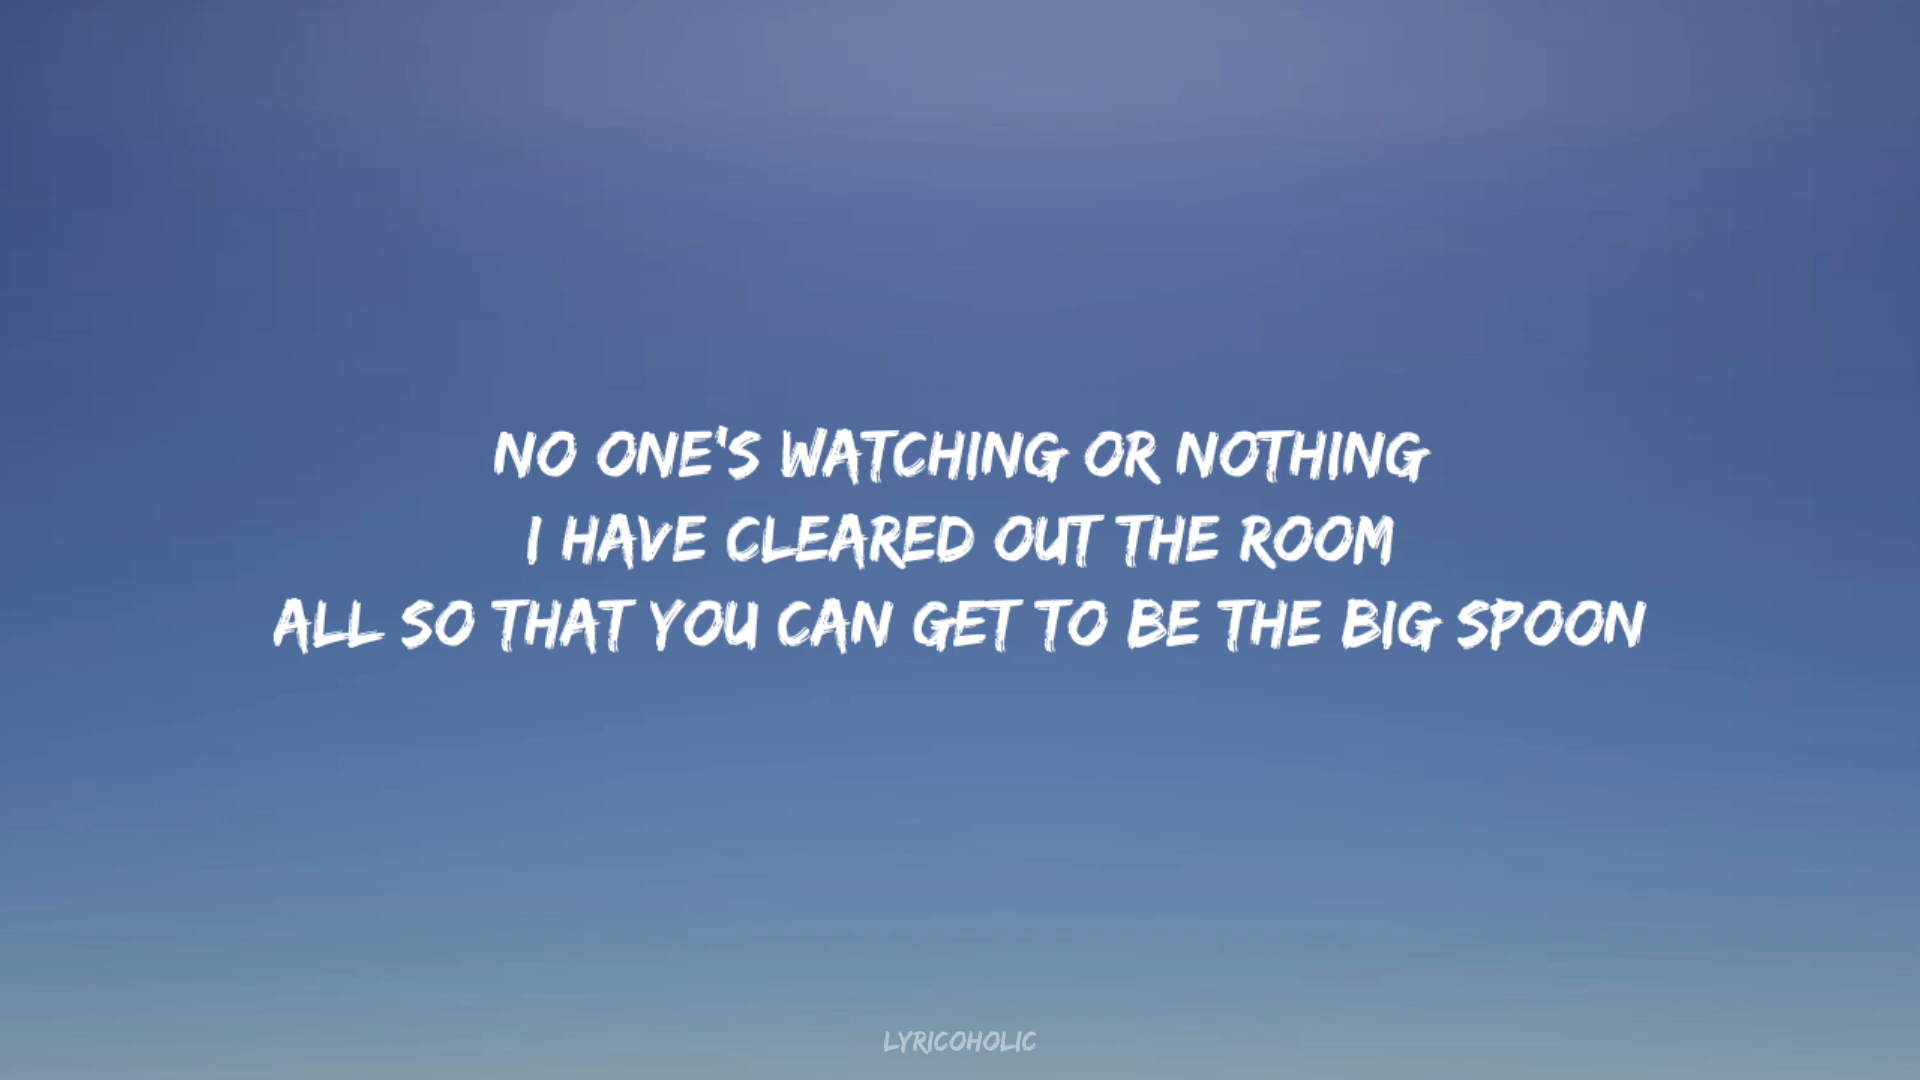 NO ONE'S WATCHING OR NOTHING
I HAVE CLEARED OUT THE ROOM
ALL SO THAT YOU CAN GET TO BE THE BIG SPOON
LYRICOHOLIC